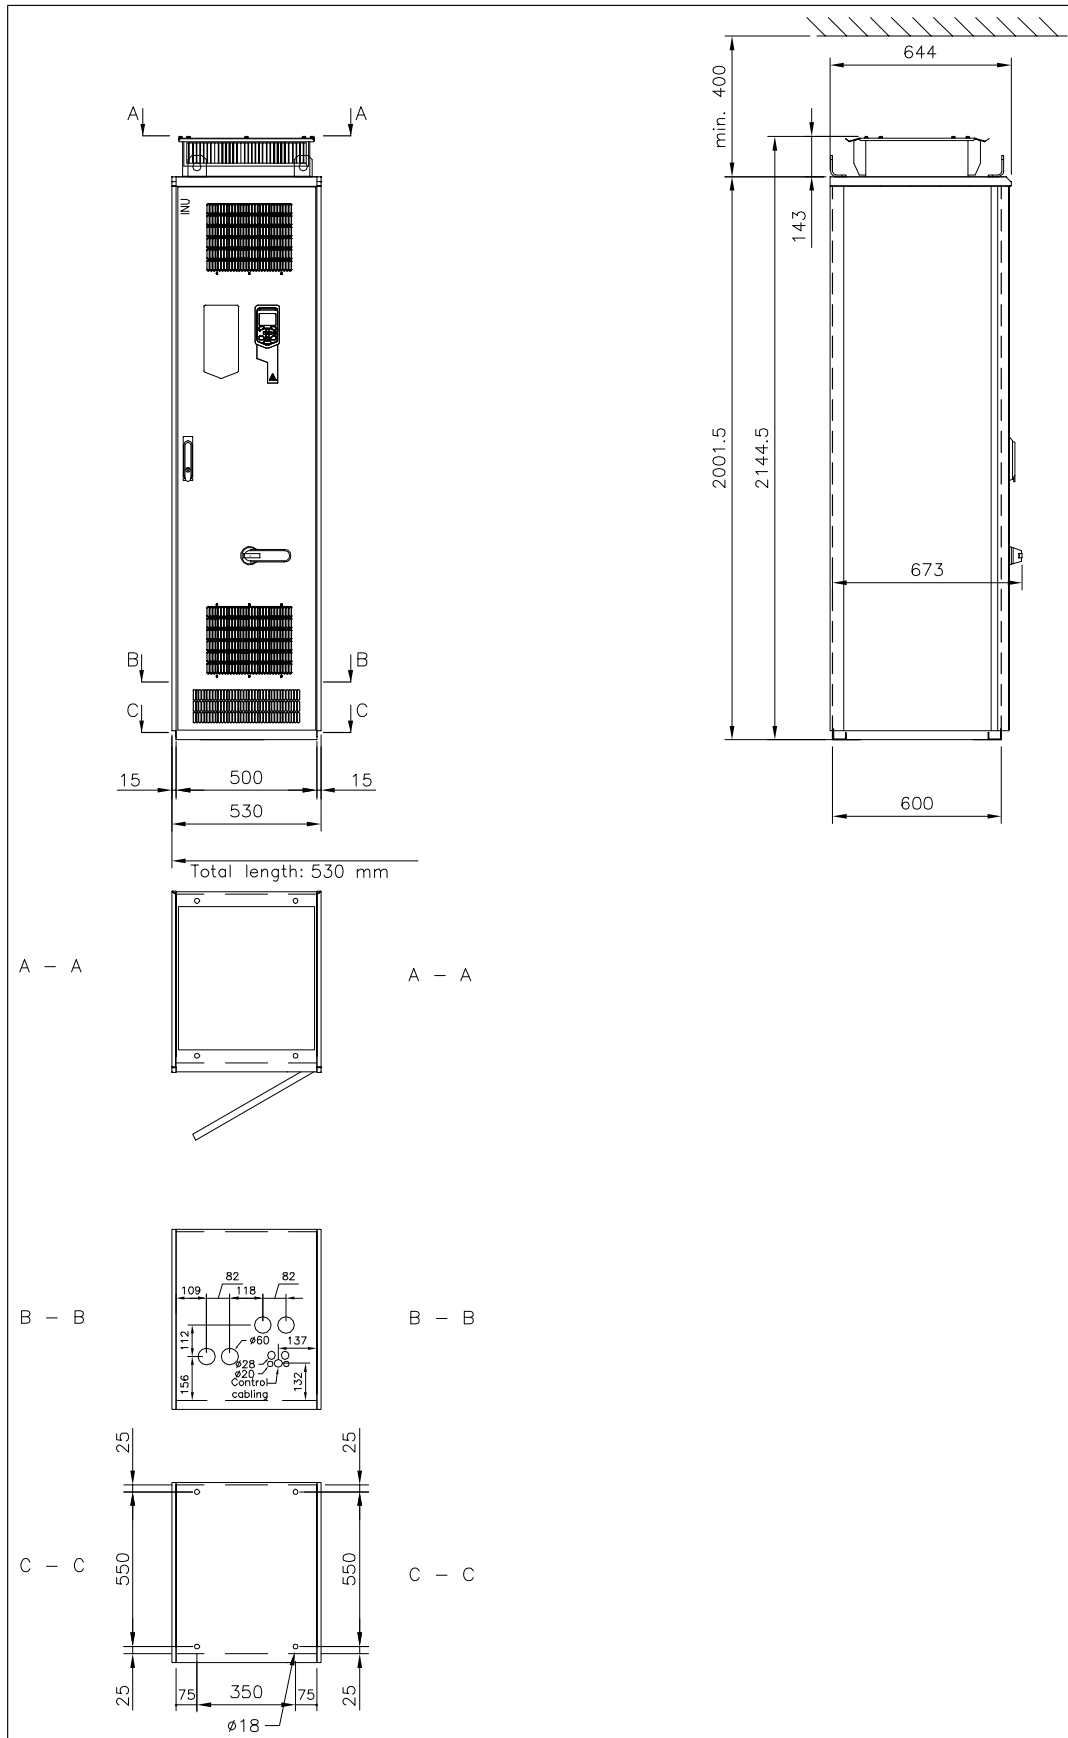 644
min. 400
A A
143
INU
2001.5
2144.5
673
B B
C C
15 500 15
530
600
Total length: 530 mm
A - A A - A
82 82
109 118
B - B B - B
112
ø60
137
ø28
ø20
156
132
Control
cabling
25 25
C - C C - C
550 550
25 75 350 75 25
ø18